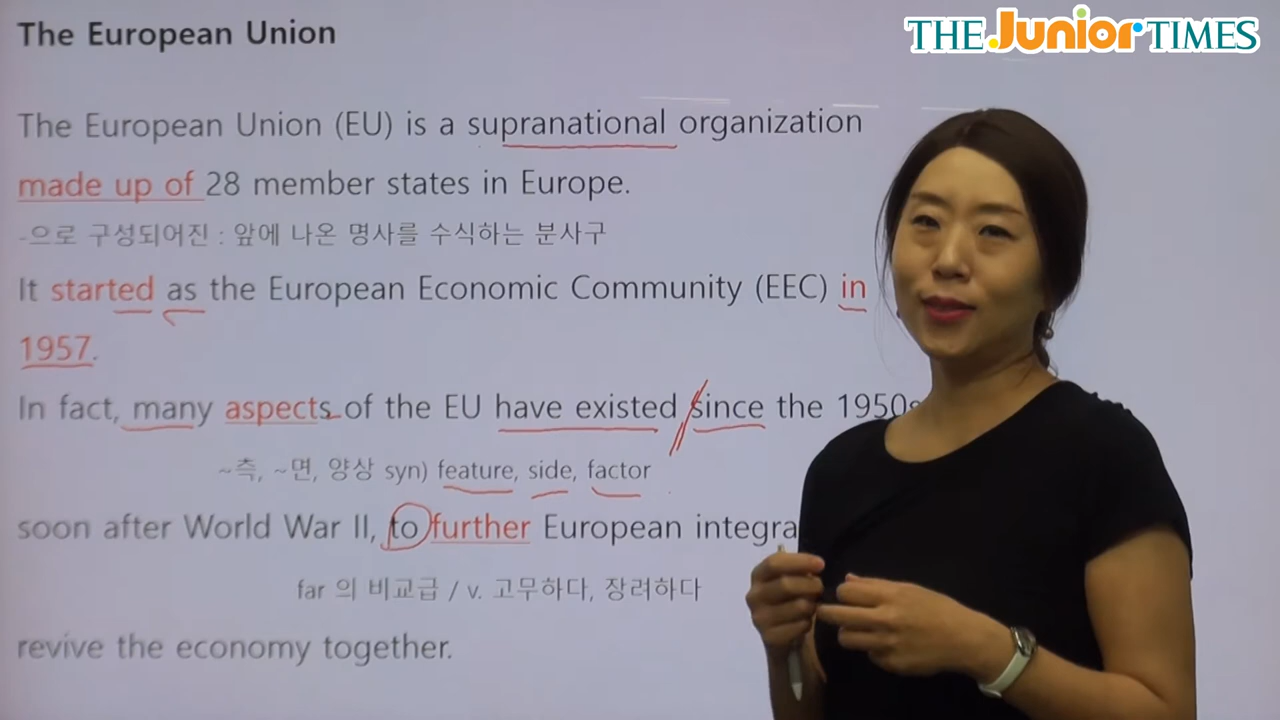 THE Junior TIMES
The European Union
The European Union (EU) is a supranational organization
made up of 28 member states in Europe.
-으로 구성되어진 : 앞에 나온 명사를 수식하는 분사구
It started as the European Economic Community (EEC) in
1957.
In fact, many aspects of the EU have existed since the 1950s
~측, ~면, 양상 syn) feature, side, factor
soon after World War II, to further European
far 의 비교급 / v. 고무하다, 장려하다
revive the economy together.